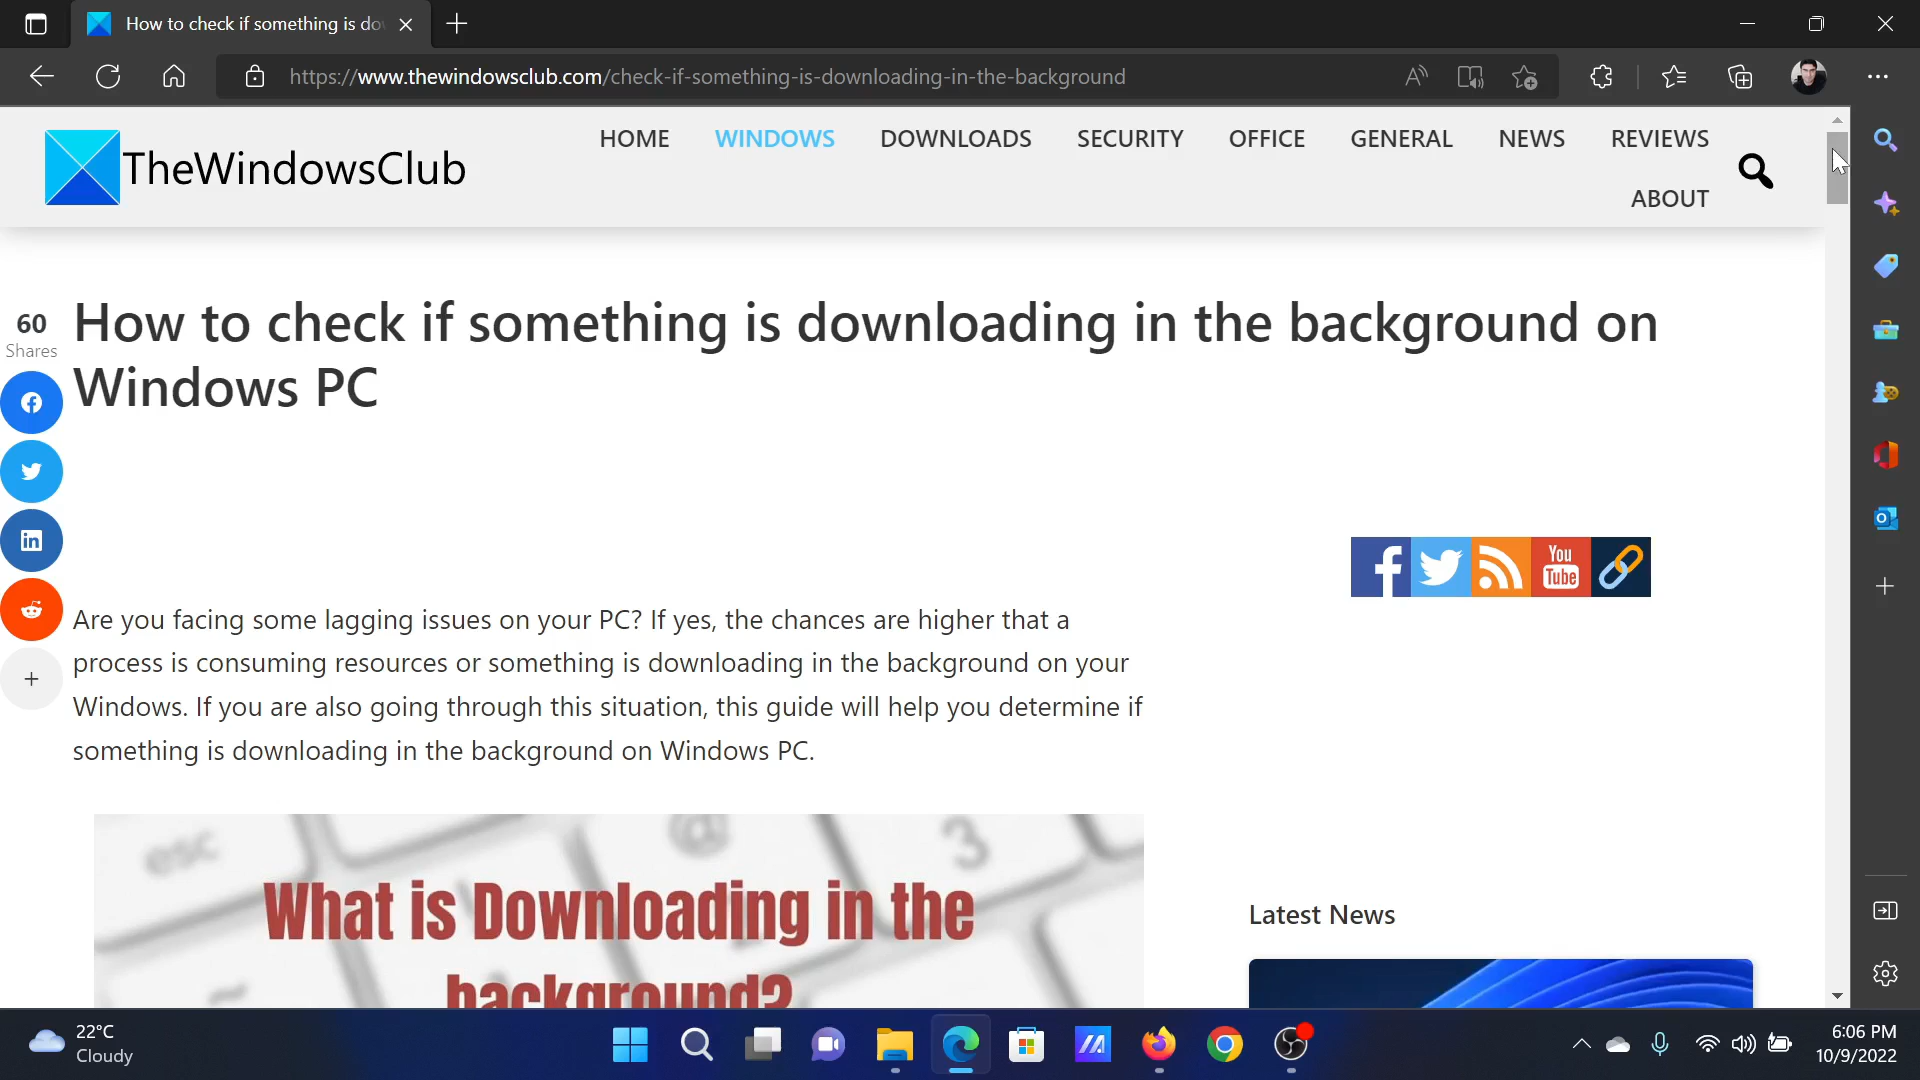 How to check if something is do
https://www.thewindowsclub.com/check-if-something-is-downloading-in-the-background
TheWindowsClub
HOME WINDOWS DOWNLOADS SECURITY OFFICE GENERAL NEWS REVIEWS
ABOUT
How to check if something is downloading in the background on
Windows PC
60
Shares
You
Tube
Are you facing some lagging issues on your PC? If yes, the chances are higher that a
process is consuming resources or something is downloading in the background on your
Windows. If you are also going through this situation, this guide will help you determine if
something is downloading in the background on Windows PC.
esc @ 3
What is Downloading in the
background?
~
Latest News
22°C
Cloudy
6:06 PM
10/9/2022